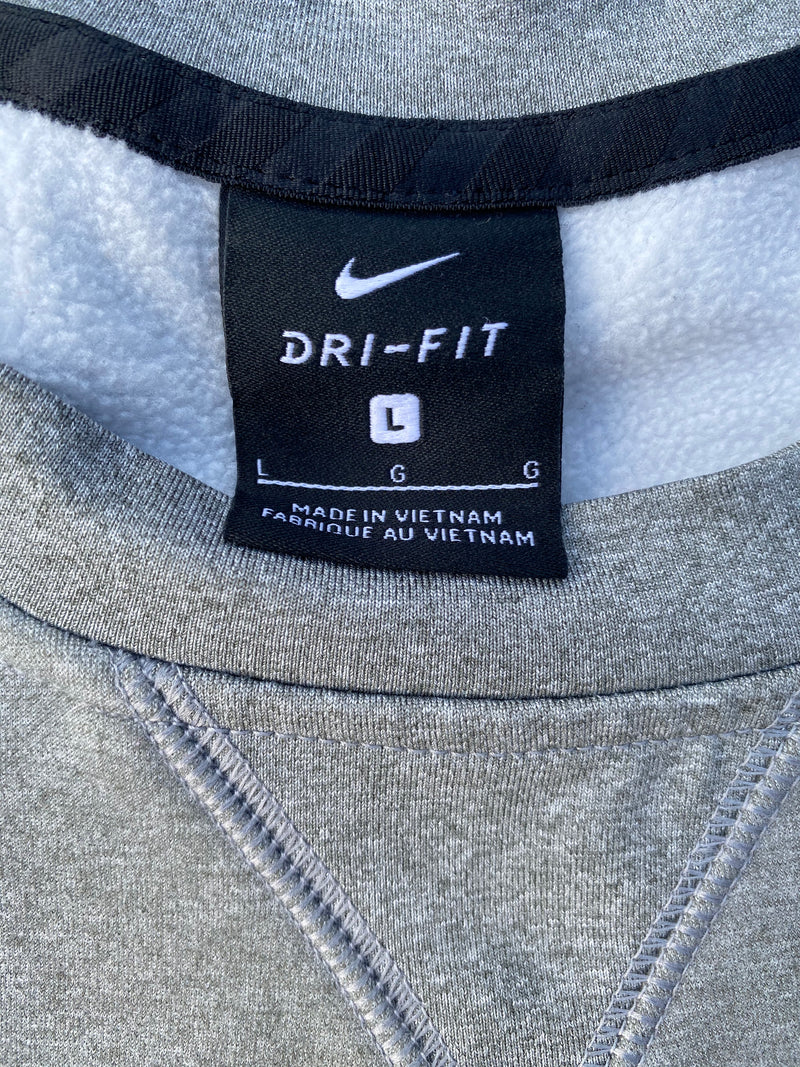 DRI-FIT
L
L G G
MADE IN VIETNAM
FABRIQUE AU VIETNAM